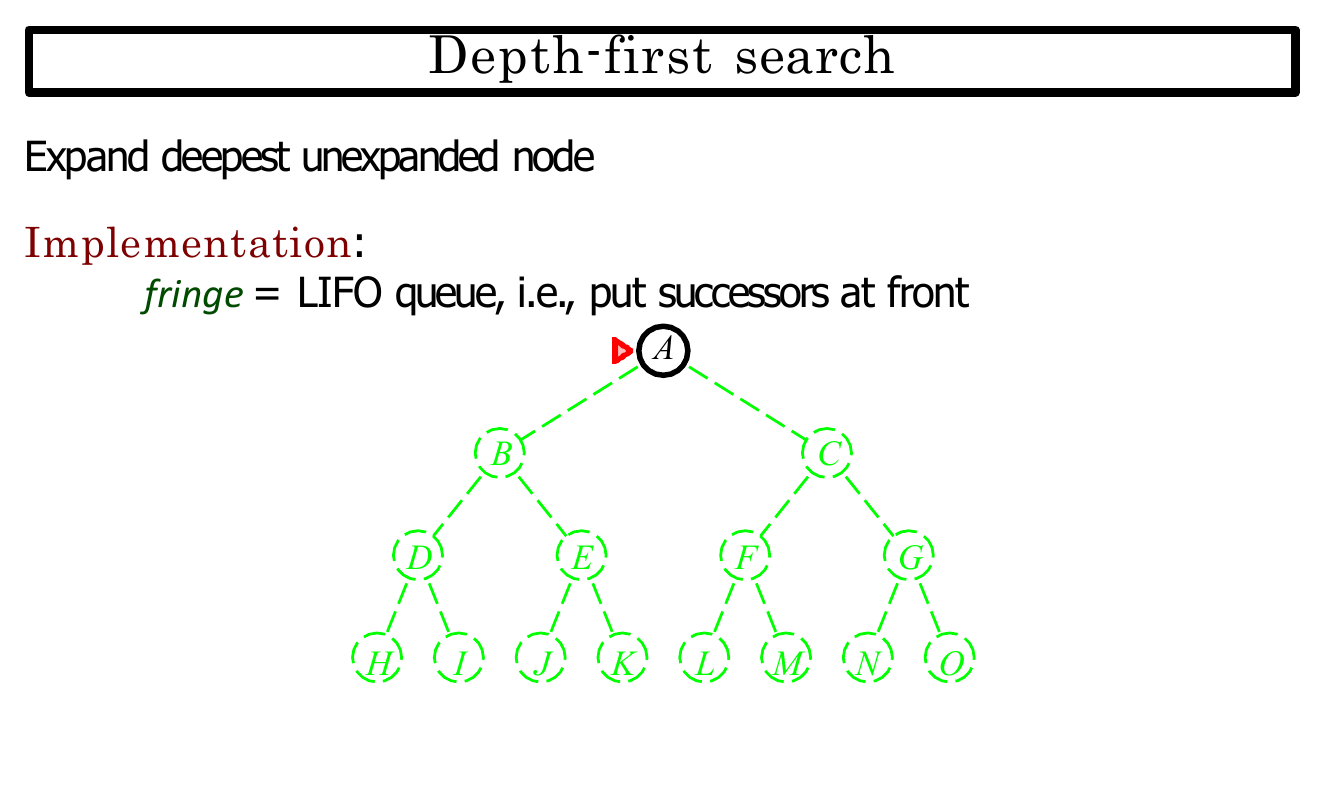 Depth-first search
Expand deepest unexpanded node
Implementation:
fringe = LIFO queue, i.e., put successors at front
A
B C
D E F G
H I J K L M N O